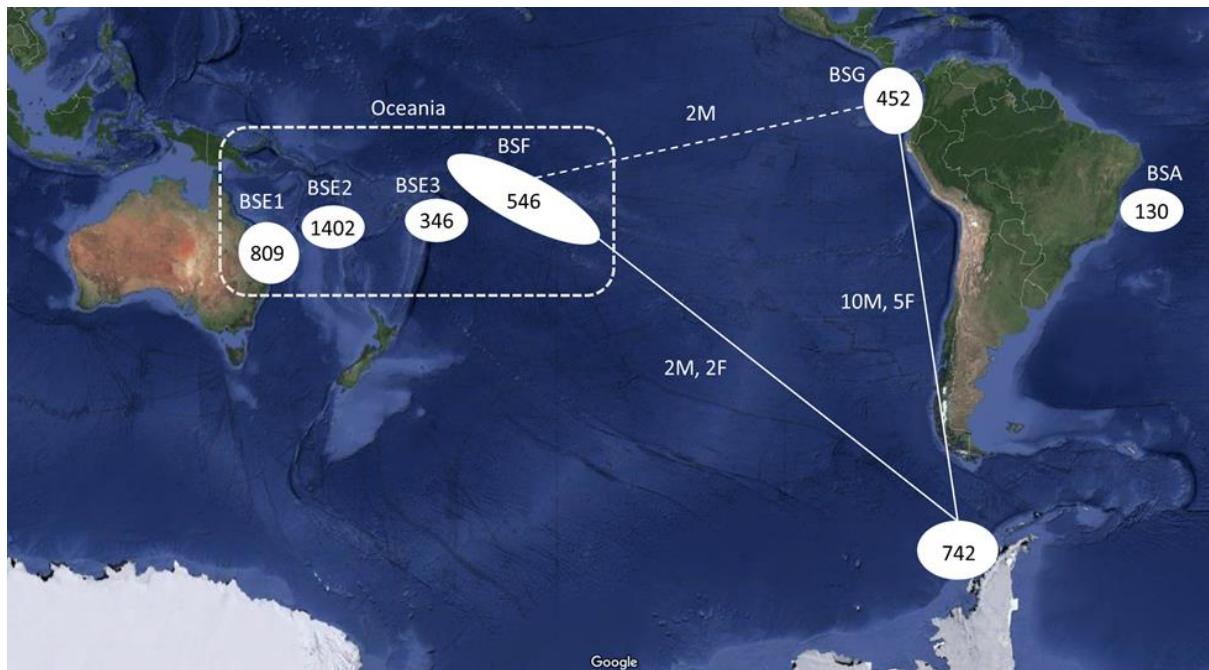 BSG
452
Oceania
2M
BSF
546
BSE3
346
BSE2
1402
BSE1
809
BSA
130
10M, 5F
2M, 2F
742
Google